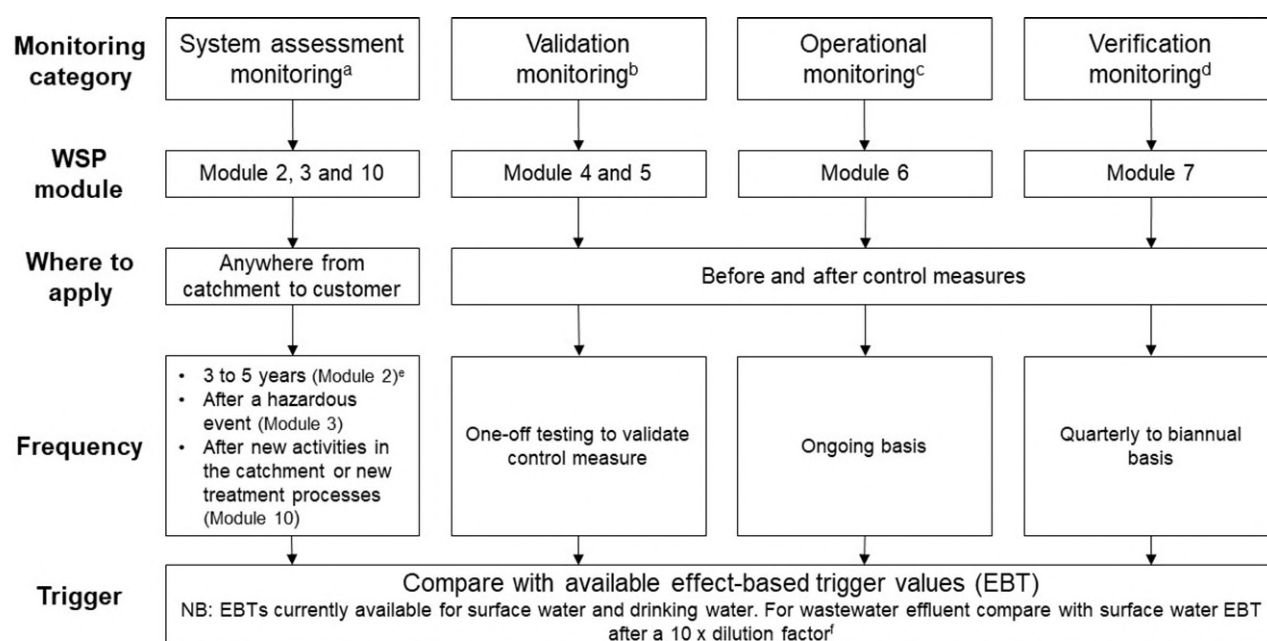 Monitoring
category
System assessment
monitoringᵃ
Validation
monitoringᵇ
Operational
monitoringᶜ
Verification
monitoringᵈ
WSP
module
Module 2, 3 and 10
Module 4 and 5
Module 6
Module 7
Where to
apply
Anywhere from
catchment to customer
Before and after control measures
Frequency
• 3 to 5 years (Module 2)ᵉ
• After a hazardous
event (Module 3)
• After new activities in
the catchment or new
treatment processes
(Module 10)
One-off testing to validate
control measure
Ongoing basis
Quarterly to biannual
basis
Trigger
Compare with available effect-based trigger values (EBT)
NB: EBTs currently available for surface water and drinking water. For wastewater effluent compare with surface water EBT
after a 10 x dilution factorᶠ